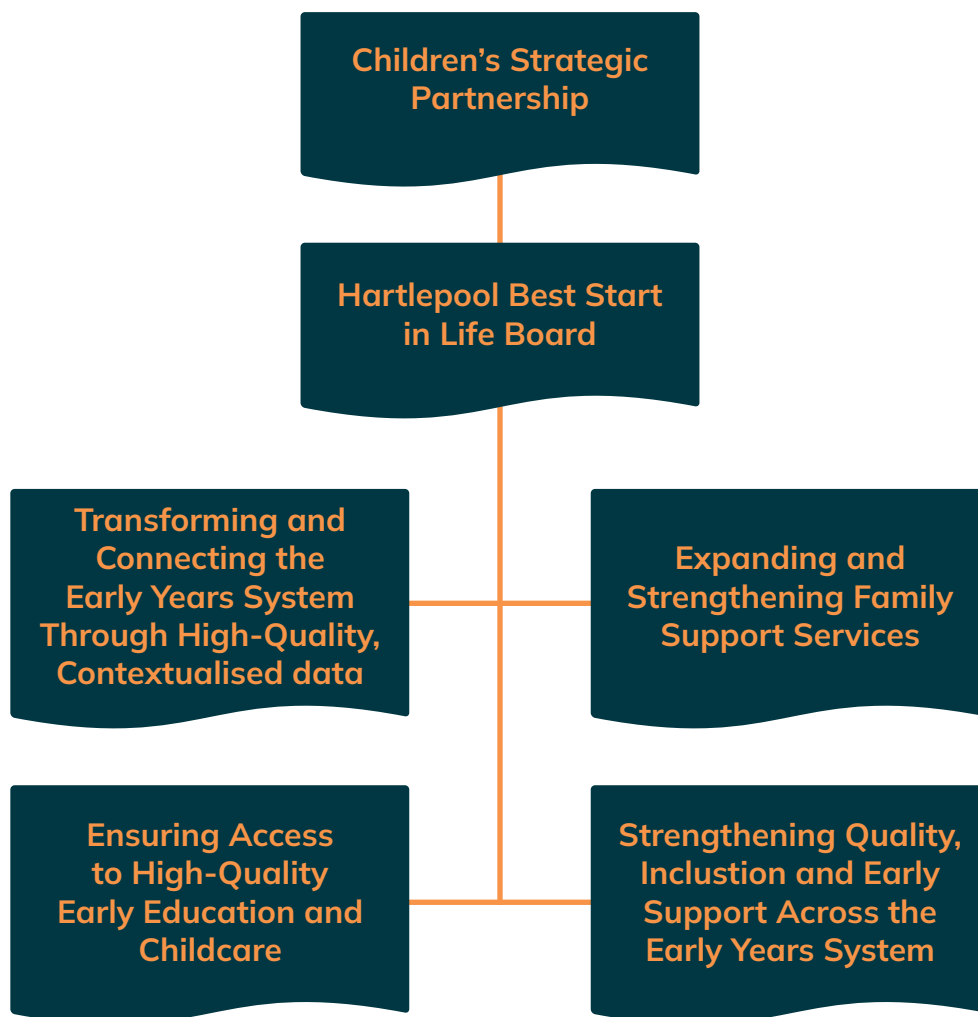 Children’s Strategic
Partnership
Hartlepool Best Start
in Life Board
Transforming and
Connecting the
Early Years System
Through High-Quality,
Contextualised data
Expanding and
Strengthening Family
Support Services
Ensuring Access
to High-Quality
Early Education and
Childcare
Strengthening Quality,
Inclustion and Early
Support Across the
Early Years System